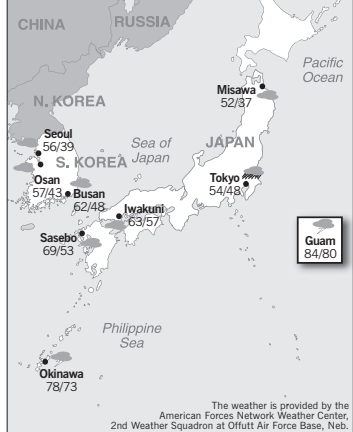 CHINA
RUSSIA
Pacific
Ocean
Misawa
52/37
N. KOREA
Seoul
56/39
Sea of
Japan
JAPAN
S. KOREA
Osan
57/43
Busan
62/48
Tokyo
54/48
Iwakuni
63/57
Sasebo
69/53
Guam
84/80
Philippine
Sea
Okinawa
78/73
The weather is provided by the
American Forces Network Weather Center,
2nd Weather Squadron at Offutt Air Force Base, Neb.